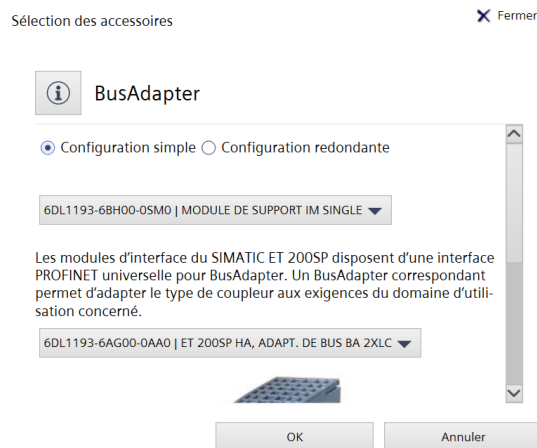 Sélection des accessoires
Fermer
BusAdapter
Configuration simple Configuration redondante
6DL1193-6BH00-0SM0 | MODULE DE SUPPORT IM SINGLE
Les modules d'interface du SIMATIC ET 200SP disposent d'une interface
PROFINET universelle pour BusAdapter. Un BusAdapter correspondant
permet d'adapter le type de coupleur aux exigences du domaine d'utili-
sation concerné.
6DL1193-6AG00-0AA0 | ET 200SP HA, ADAPT. DE BUS BA 2XLC
OK Annuler